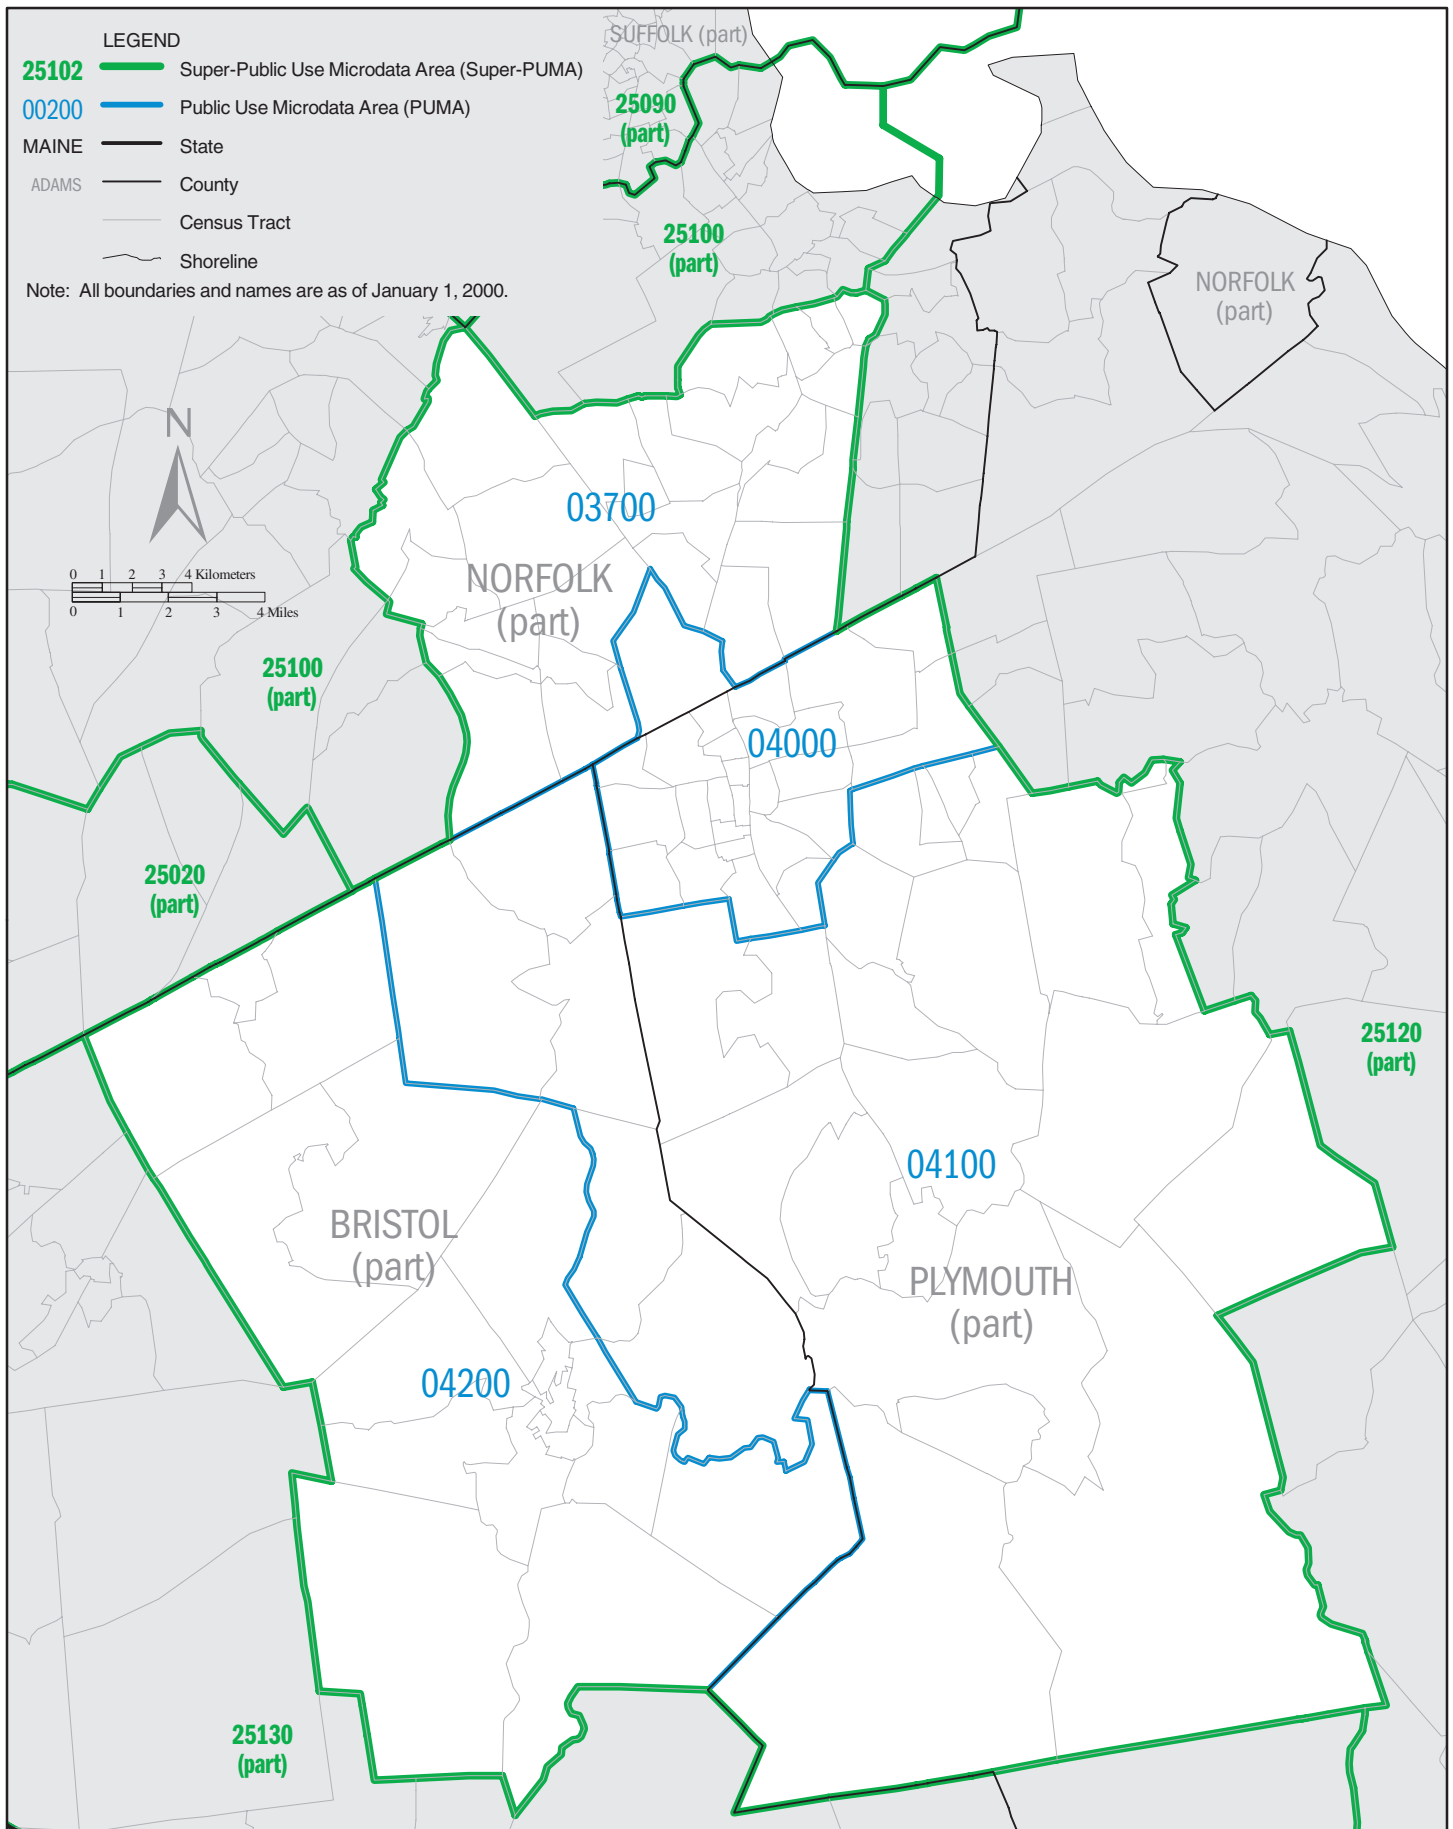 LEGEND
25102 Super-Public Use Microdata Area (Super-PUMA)
00200 Public Use Microdata Area (PUMA)
MAINE State
ADAMS County
Census Tract
Shoreline
Note: All boundaries and names are as of January 1, 2000.
SUFFOLK (part)
25090
(part)
25100
(part)
NORFOLK
(part)
N
03700
NORFOLK
(part)
0 1 2 3 4 Kilometers
0 1 2 3 4 Miles
25100
(part)
04000
25020
(part)
25120
(part)
04100
BRISTOL
(part)
PLYMOUTH
(part)
04200
25130
(part)